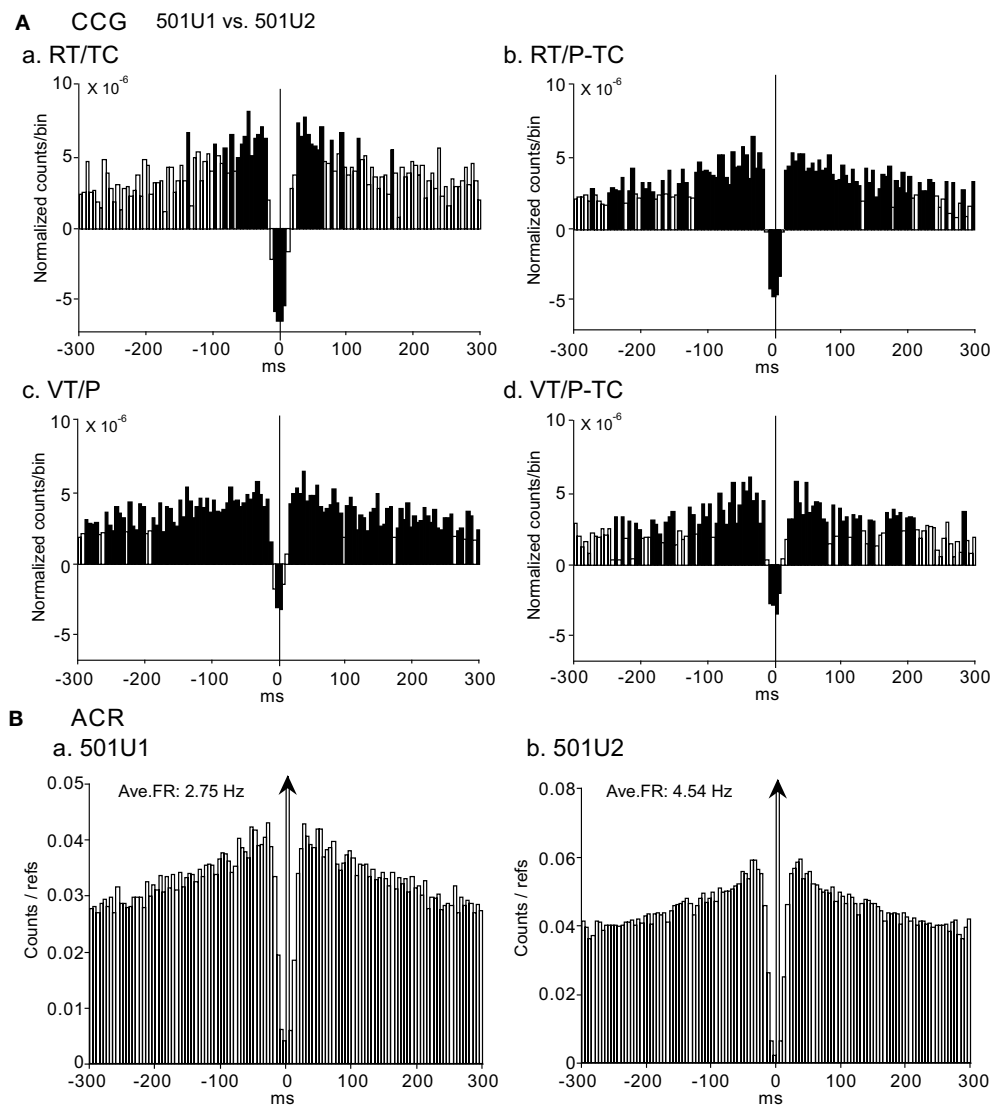 A CCG 501U1 vs. 501U2
a. RT/TC
10
X 10-6
5
0
-5
Normalized counts/bin
-300 -200 -100 0 100 200 300
ms
b. RT/P-TC
10
X 10-6
5
0
-5
Normalized counts/bin
-300 -200 -100 0 100 200 300
ms
c. VT/P
10
X 10-6
5
0
-5
Normalized counts/bin
-300 -200 -100 0 100 200 300
ms
d. VT/P-TC
10
X 10-6
5
0
-5
Normalized counts/bin
-300 -200 -100 0 100 200 300
ms
B ACR
a. 501U1
Ave.FR: 2.75 Hz
0.05
0.04
0.03
0.02
0.01
0
Counts / refs
-300 -200 -100 0 100 200 300
ms
b. 501U2
Ave.FR: 4.54 Hz
0.08
0.06
0.04
0.02
0
Counts / refs
-300 -200 -100 0 100 200 300
ms